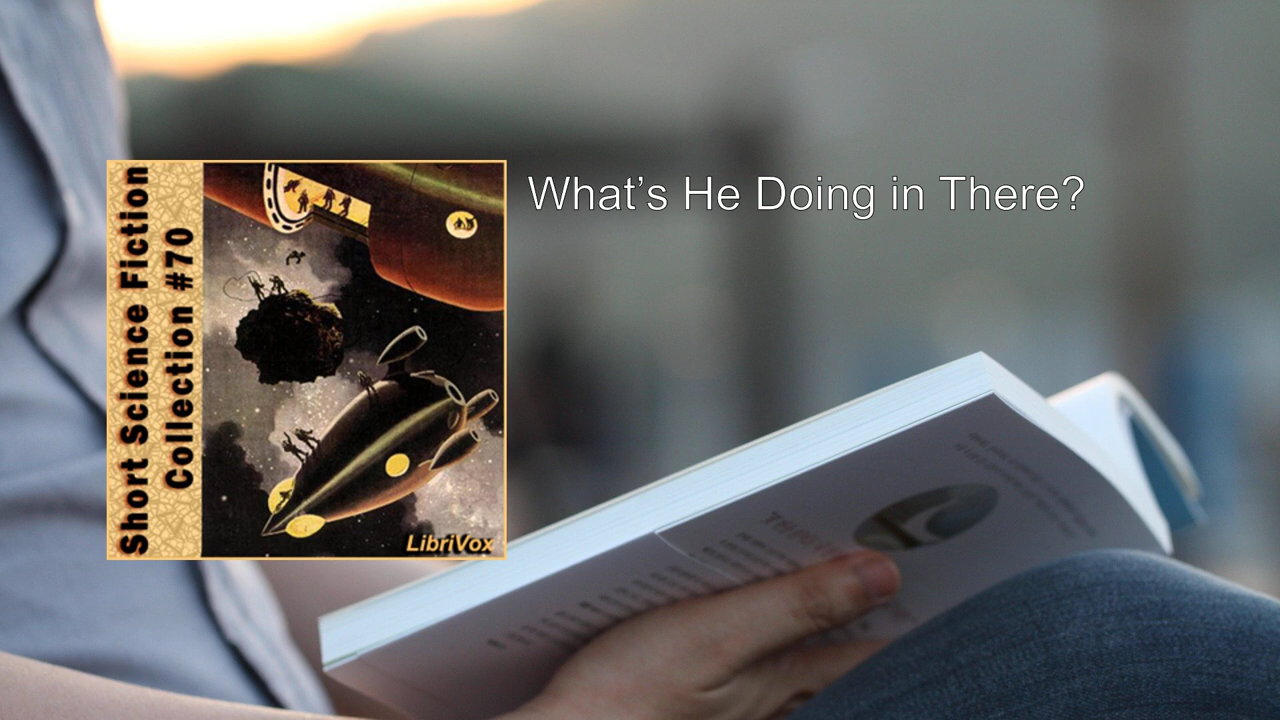 Short Science Fiction
Collection #70
LibriVox
What’s He Doing in There?